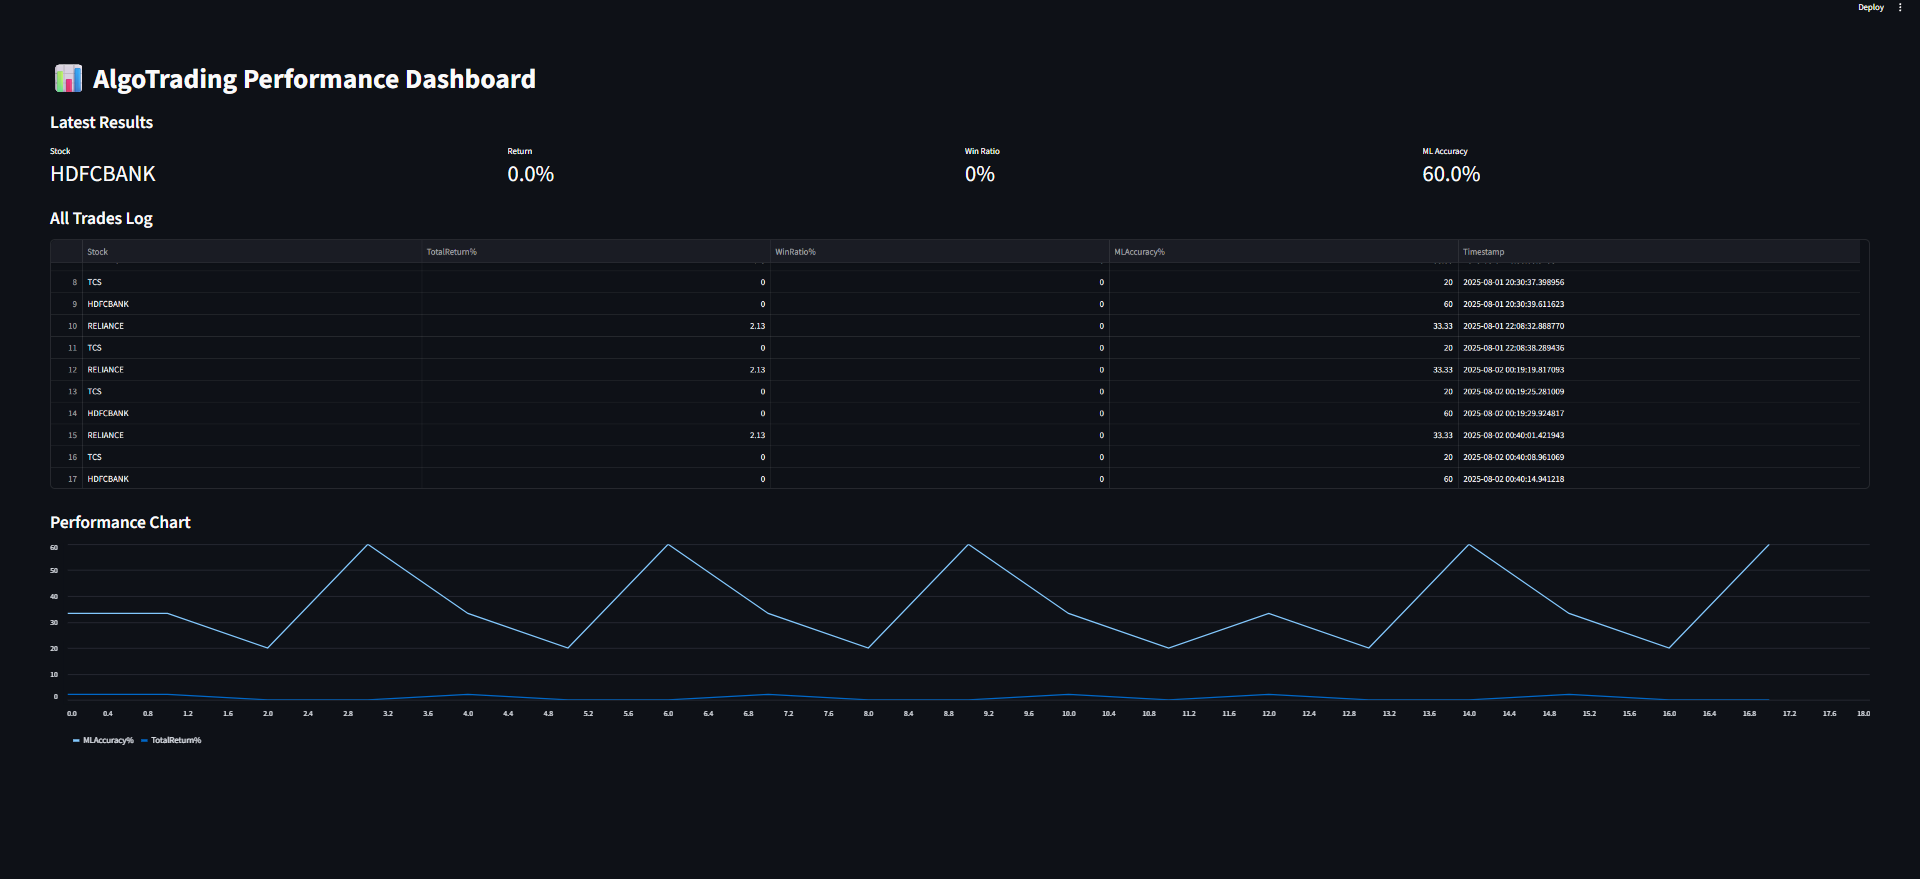 Deploy
AlgoTrading Performance Dashboard
Latest Results
Stock Return Win Ratio ML Accuracy
HDFCBANK 0.0% 0% 60.0%
All Trades Log
Stock TotalReturn% WinRatio% MLAccuracy% Timestamp
8 TCS 0 0 20 2025-08-01 20:30:37.398956
9 HDFCBANK 0 0 60 2025-08-01 20:30:39.611623
10 RELIANCE 2.13 0 33.33 2025-08-01 22:08:32.888770
11 TCS 0 0 20 2025-08-01 22:08:38.289436
12 RELIANCE 2.13 0 33.33 2025-08-02 00:19:19.817093
13 TCS 0 0 20 2025-08-02 00:19:25.281009
14 HDFCBANK 0 0 60 2025-08-02 00:19:29.924817
15 RELIANCE 2.13 0 33.33 2025-08-02 00:40:01.421943
16 TCS 0 0 20 2025-08-02 00:40:08.961069
17 HDFCBANK 0 0 60 2025-08-02 00:40:14.941218
Performance Chart
60
50
40
30
20
10
0
0.0 0.4 0.8 1.2 1.6 2.0 2.4 2.8 3.2 3.6 4.0 4.4 4.8 5.2 5.6 6.0 6.4 6.8 7.2 7.6 8.0 8.4 8.8 9.2 9.6 10.0 10.4 10.8 11.2 11.6 12.0 12.4 12.8 13.2 13.6 14.0 14.4 14.8 15.2 15.6 16.0 16.4 16.8 17.2 17.6 18.0
MLAccuracy% TotalReturn%